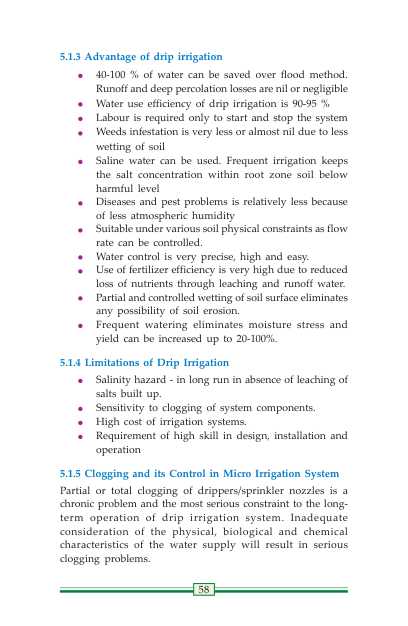 5.1.3 Advantage of drip irrigation
● 40-100 % of water can be saved over flood method.
Runoff and deep percolation losses are nil or negligible
● Water use efficiency of drip irrigation is 90-95 %
● Labour is required only to start and stop the system
● Weeds infestation is very less or almost nil due to less
wetting of soil
● Saline water can be used. Frequent irrigation keeps
the salt concentration within root zone soil below
harmful level
● Diseases and pest problems is relatively less because
of less atmospheric humidity
● Suitable under various soil physical constraints as flow
rate can be controlled.
● Water control is very precise, high and easy.
● Use of fertilizer efficiency is very high due to reduced
loss of nutrients through leaching and runoff water.
● Partial and controlled wetting of soil surface eliminates
any possibility of soil erosion.
● Frequent watering eliminates moisture stress and
yield can be increased up to 20-100%.
5.1.4 Limitations of Drip Irrigation
● Salinity hazard - in long run in absence of leaching of
salts built up.
● Sensitivity to clogging of system components.
● High cost of irrigation systems.
● Requirement of high skill in design, installation and
operation
5.1.5 Clogging and its Control in Micro Irrigation System
Partial or total clogging of drippers/sprinkler nozzles is a
chronic problem and the most serious constraint to the long-
term operation of drip irrigation system. Inadequate
consideration of the physical, biological and chemical
characteristics of the water supply will result in serious
clogging problems.
58